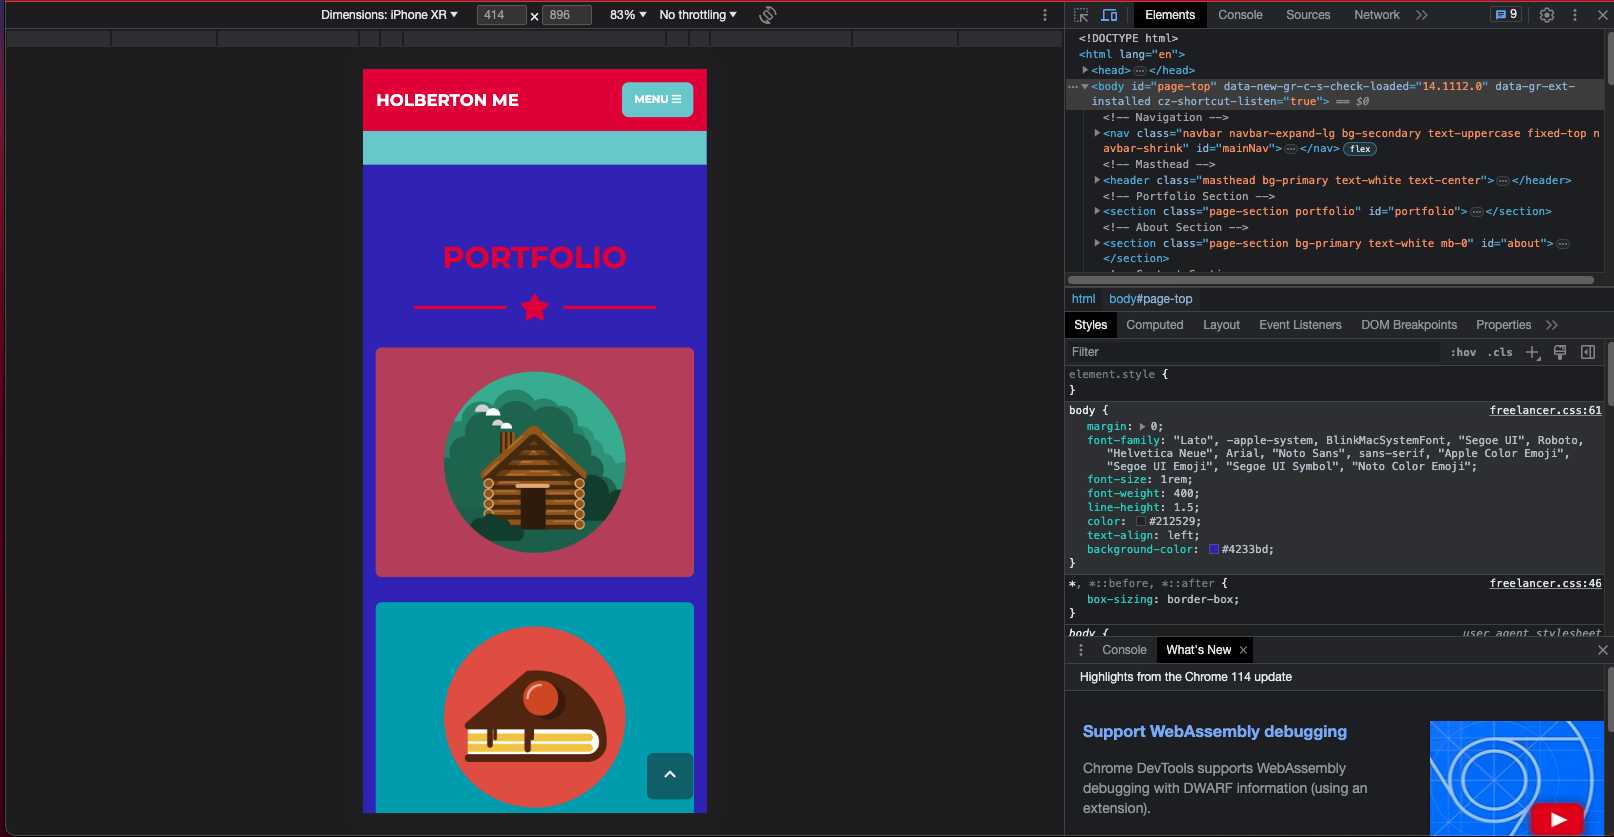 Dimensions: iPhone XR ▼ 414 x 896 83% ▼ No throttling ▼
HOLBERTON ME
MENU ☰
PORTFOLIO
Elements Console Sources Network 9
<!DOCTYPE html>
<html lang="en">
▶<head>⋯</head>
⋯▼<body id="page-top" data-new-gr-c-s-check-loaded="14.1112.0" data-gr-ext-
installed cz-shortcut-listen="true"> == $0
<!-- Navigation -->
▶<nav class="navbar navbar-expand-lg bg-secondary text-uppercase fixed-top n
avbar-shrink" id="mainNav">⋯</nav> flex
<!-- Masthead -->
▶<header class="masthead bg-primary text-white text-center">⋯</header>
<!-- Portfolio Section -->
▶<section class="page-section portfolio" id="portfolio">⋯</section>
<!-- About Section -->
▶<section class="page-section bg-primary text-white mb-0" id="about">⋯
</section>
html body#page-top
Styles Computed Layout Event Listeners DOM Breakpoints Properties
Filter :hov .cls
element.style {
}
body { freelancer.css:61
margin: ▶ 0;
font-family: "Lato", -apple-system, BlinkMacSystemFont, "Segoe UI", Roboto,
"Helvetica Neue", Arial, "Noto Sans", sans-serif, "Apple Color Emoji",
"Segoe UI Emoji", "Segoe UI Symbol", "Noto Color Emoji";
font-size: 1rem;
font-weight: 400;
line-height: 1.5;
color: #212529;
text-align: left;
background-color: #4233bd;
}
*, *::before, *::after { freelancer.css:46
box-sizing: border-box;
}
body { user agent stylesheet
Console What's New ×
Highlights from the Chrome 114 update
Support WebAssembly debugging
Chrome DevTools supports WebAssembly
debugging with DWARF information (using an
extension).